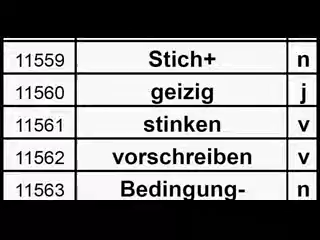 11559 Stich+ n
11560 geizig j
11561 stinken v
11562 vorschreiben v
11563 Bedingung- n